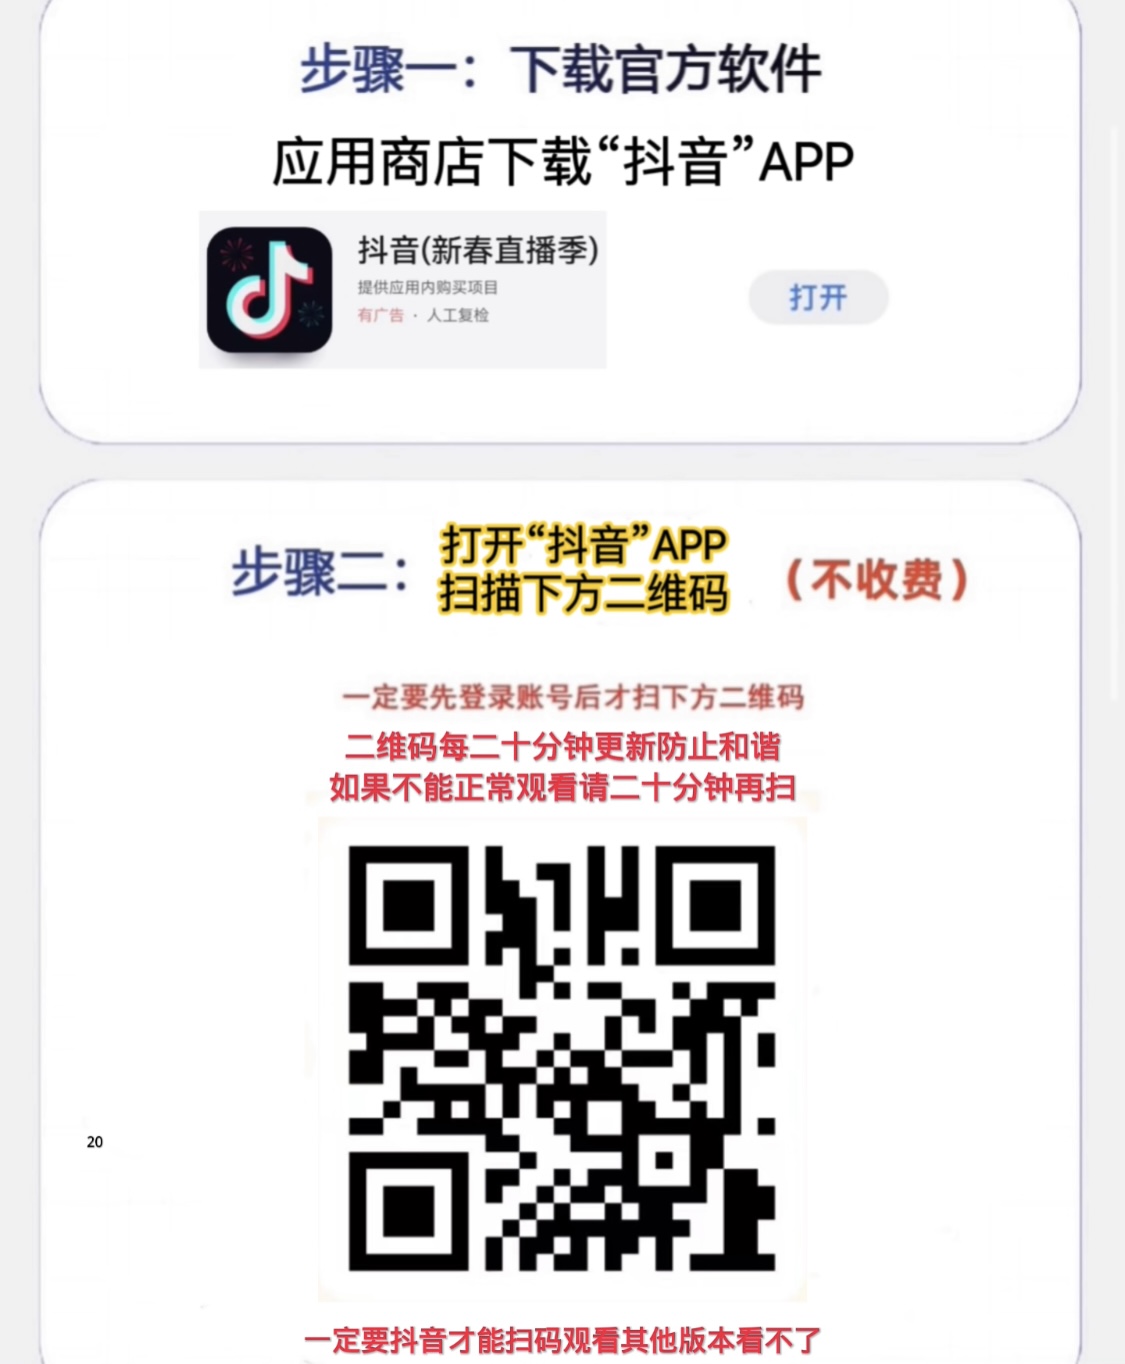 步骤一：下载官方软件
应用商店下载“抖音”APP
抖音(新春直播季)
提供应用内购买项目
有广告 · 人工复检
打开
步骤二：
打开“抖音”APP
扫描下方二维码
（不收费）
一定要先登录账号后才扫下方二维码
二维码每二十分钟更新防止和谐
如果不能正常观看请二十分钟再扫
20
一定要抖音才能扫码观看其他版本看不了